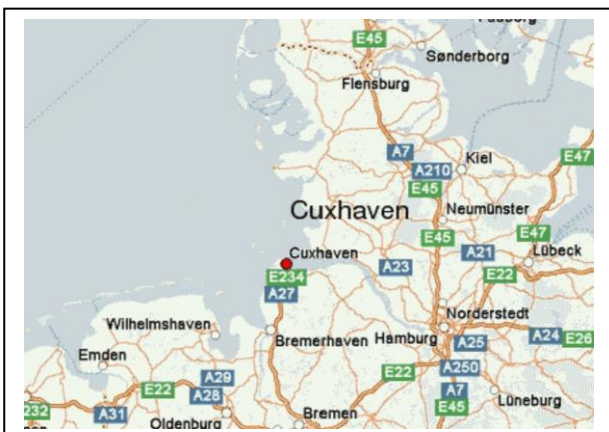 Padborg
E45
Sønderborg
Flensburg
A7
Kiel
A210
E47
E45
Cuxhaven
Neumünster
E47
E45
Cuxhaven
A21
Lübeck
A23
E234
E22
A27
Norderstedt
Wilhelmshaven
Bremerhaven
Hamburg
A24
E26
A25
Emden
E22
A250
A29
E22
A28
A7
Lüneburg
E232
A31
E45
Oldenburg
Bremen